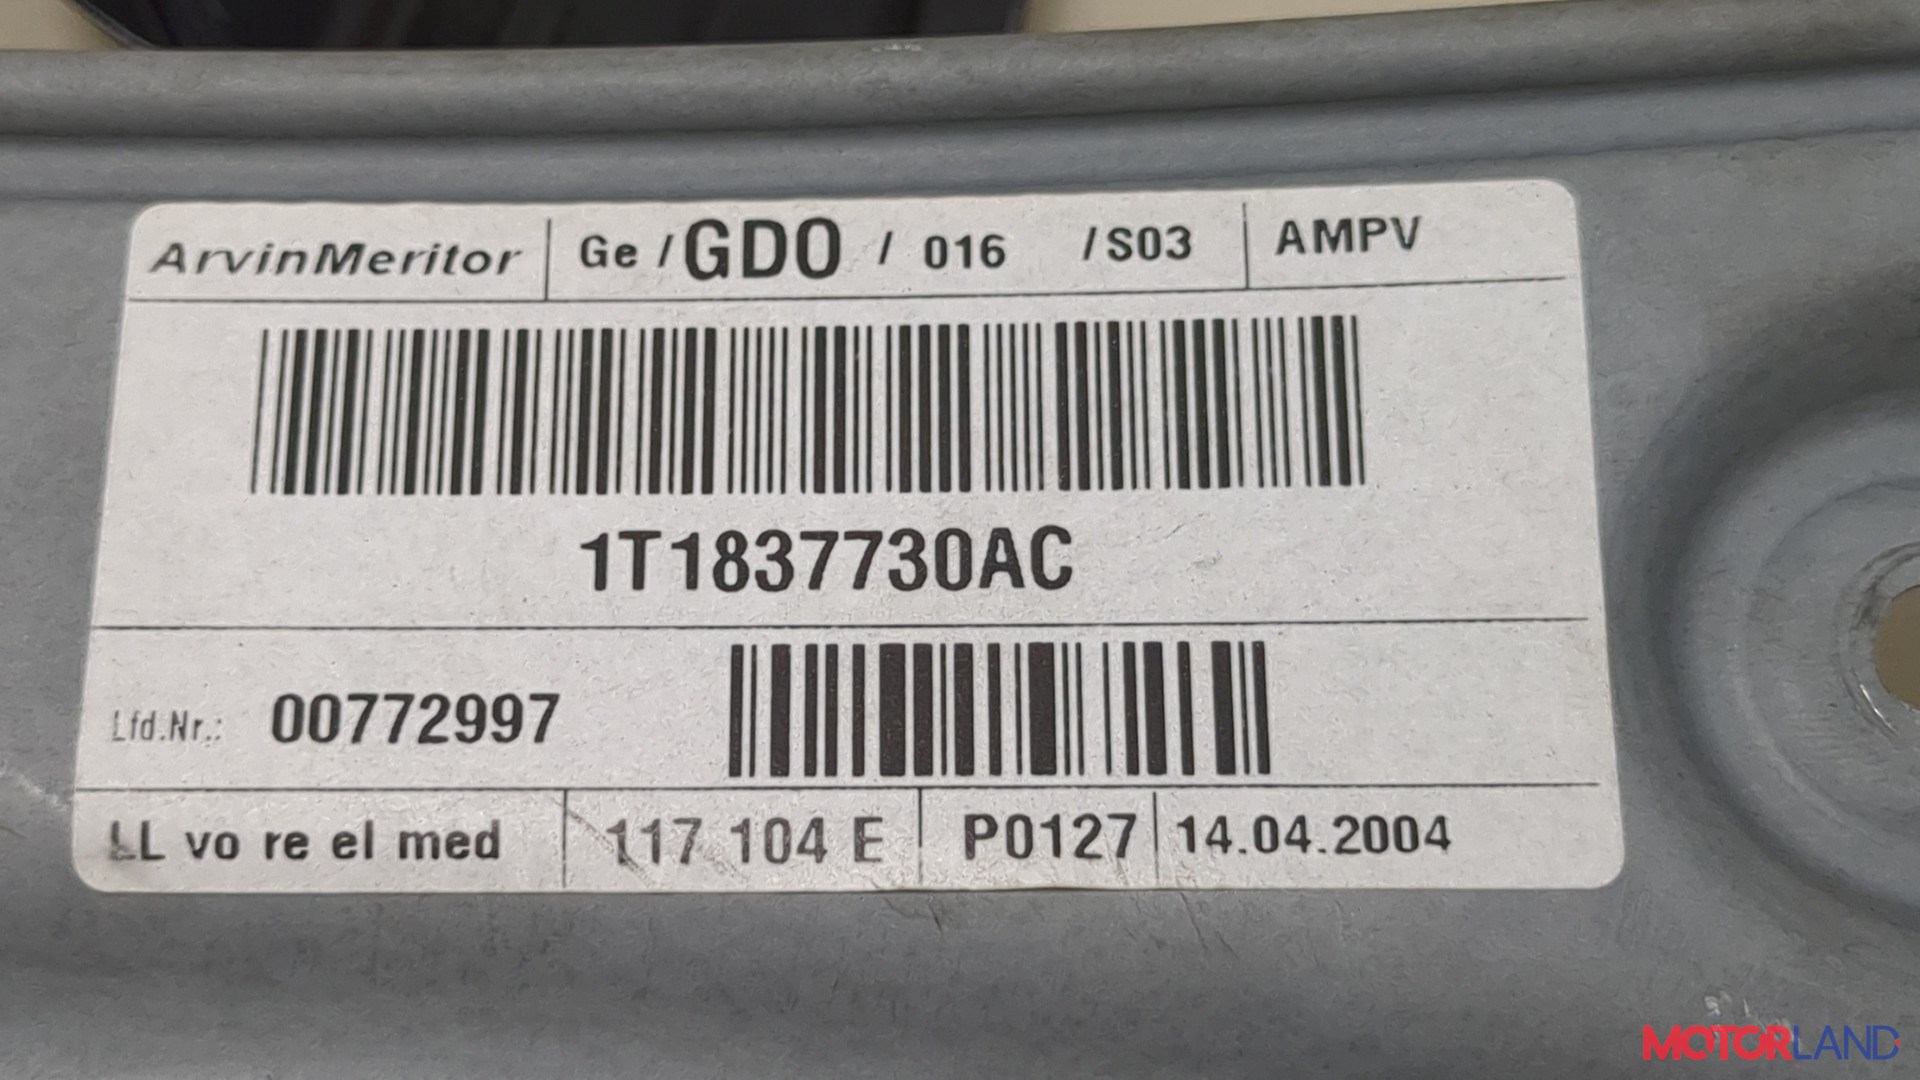 ArvinMeritor Ge / GDO / 016 / S03 AMPV
1T1837730AC
Lfd.Nr.: 00772997
LL vo re el med 117 104 E P0127 14.04.2004
MOTORLAND